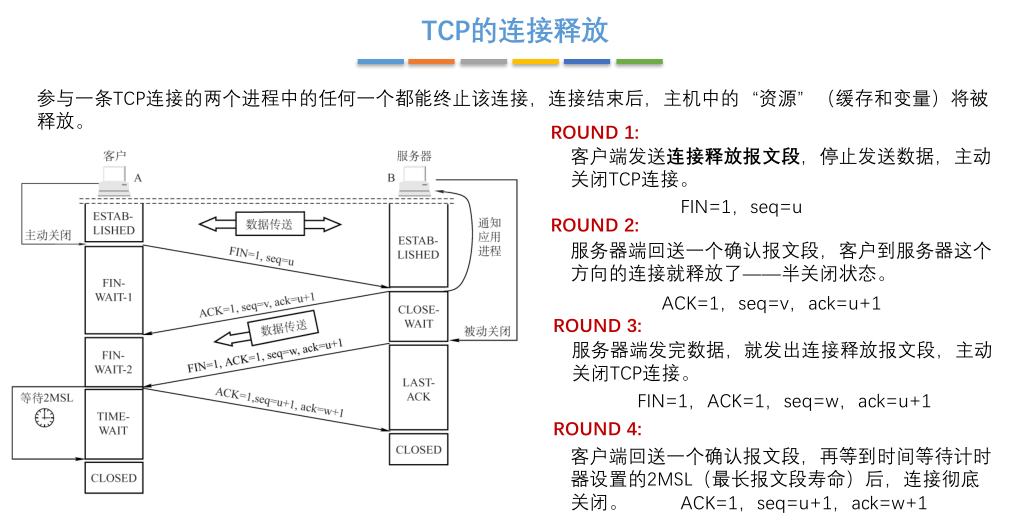 TCP的连接释放
参与一条TCP连接的两个进程中的任何一个都能终止该连接，连接结束后，主机中的“资源”（缓存和变量）将被
释放。
客户
A
服务器
B
ESTAB-
LISHED
主动关闭
FIN-
WAIT-1
FIN-
WAIT-2
等待2MSL
TIME-
WAIT
CLOSED
数据传送
FIN=1, seq=u
ACK=1, seq=v, ack=u+1
数据传送
FIN=1, ACK=1, seq=w, ack=u+1
ACK=1,seq=u+1, ack=w+1
ESTAB-
LISHED
通知
应用
进程
CLOSE-
WAIT
被动关闭
LAST-
ACK
CLOSED
ROUND 1:
客户端发送连接释放报文段，停止发送数据，主动
关闭TCP连接。
FIN=1，seq=u
ROUND 2:
服务器端回送一个确认报文段，客户到服务器这个
方向的连接就释放了——半关闭状态。
ACK=1，seq=v，ack=u+1
ROUND 3:
服务器端发完数据，就发出连接释放报文段，主动
关闭TCP连接。
FIN=1，ACK=1，seq=w，ack=u+1
ROUND 4:
客户端回送一个确认报文段，再等到时间等待计时
器设置的2MSL（最长报文段寿命）后，连接彻底
关闭。 ACK=1，seq=u+1，ack=w+1